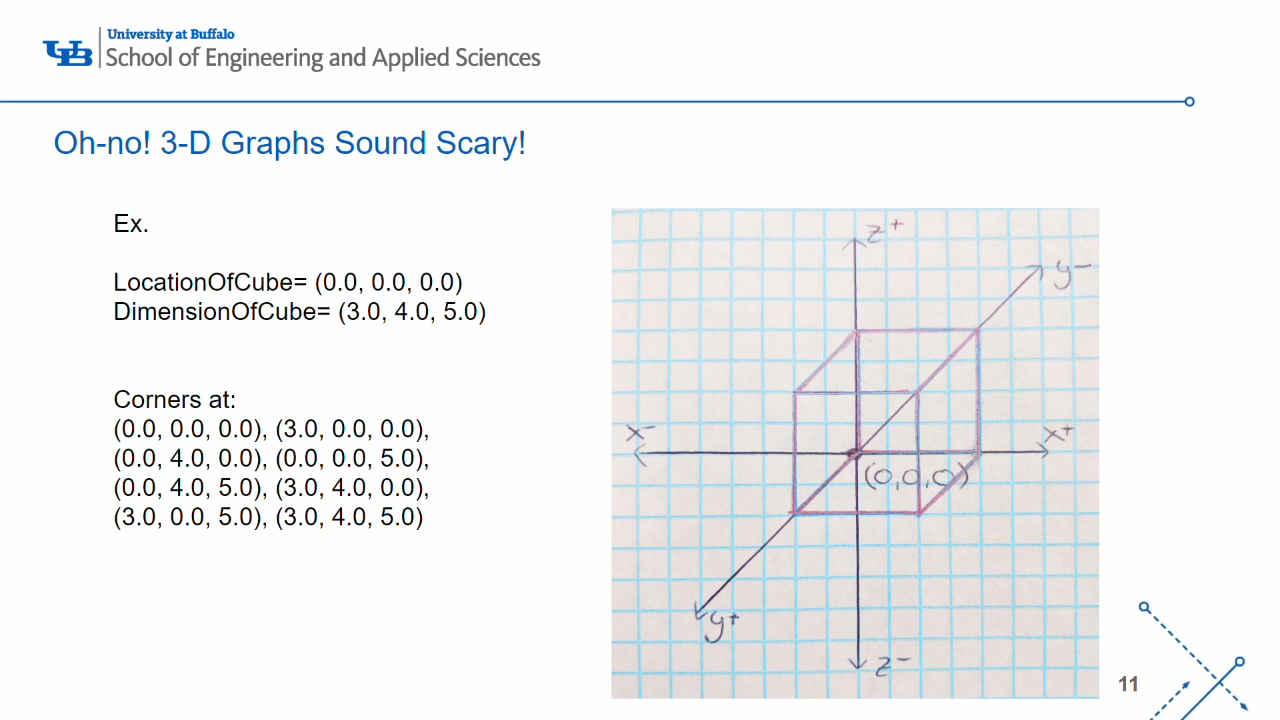 University at Buffalo
School of Engineering and Applied Sciences
Oh-no! 3-D Graphs Sound Scary!
Ex.
LocationOfCube= (0.0, 0.0, 0.0)
DimensionOfCube= (3.0, 4.0, 5.0)
Corners at:
(0.0, 0.0, 0.0), (3.0, 0.0, 0.0),
(0.0, 4.0, 0.0), (0.0, 0.0, 5.0),
(0.0, 4.0, 5.0), (3.0, 4.0, 0.0),
(3.0, 0.0, 5.0), (3.0, 4.0, 5.0)
z+
y-
x-
x+
(0,0,0)
y+
z-
11